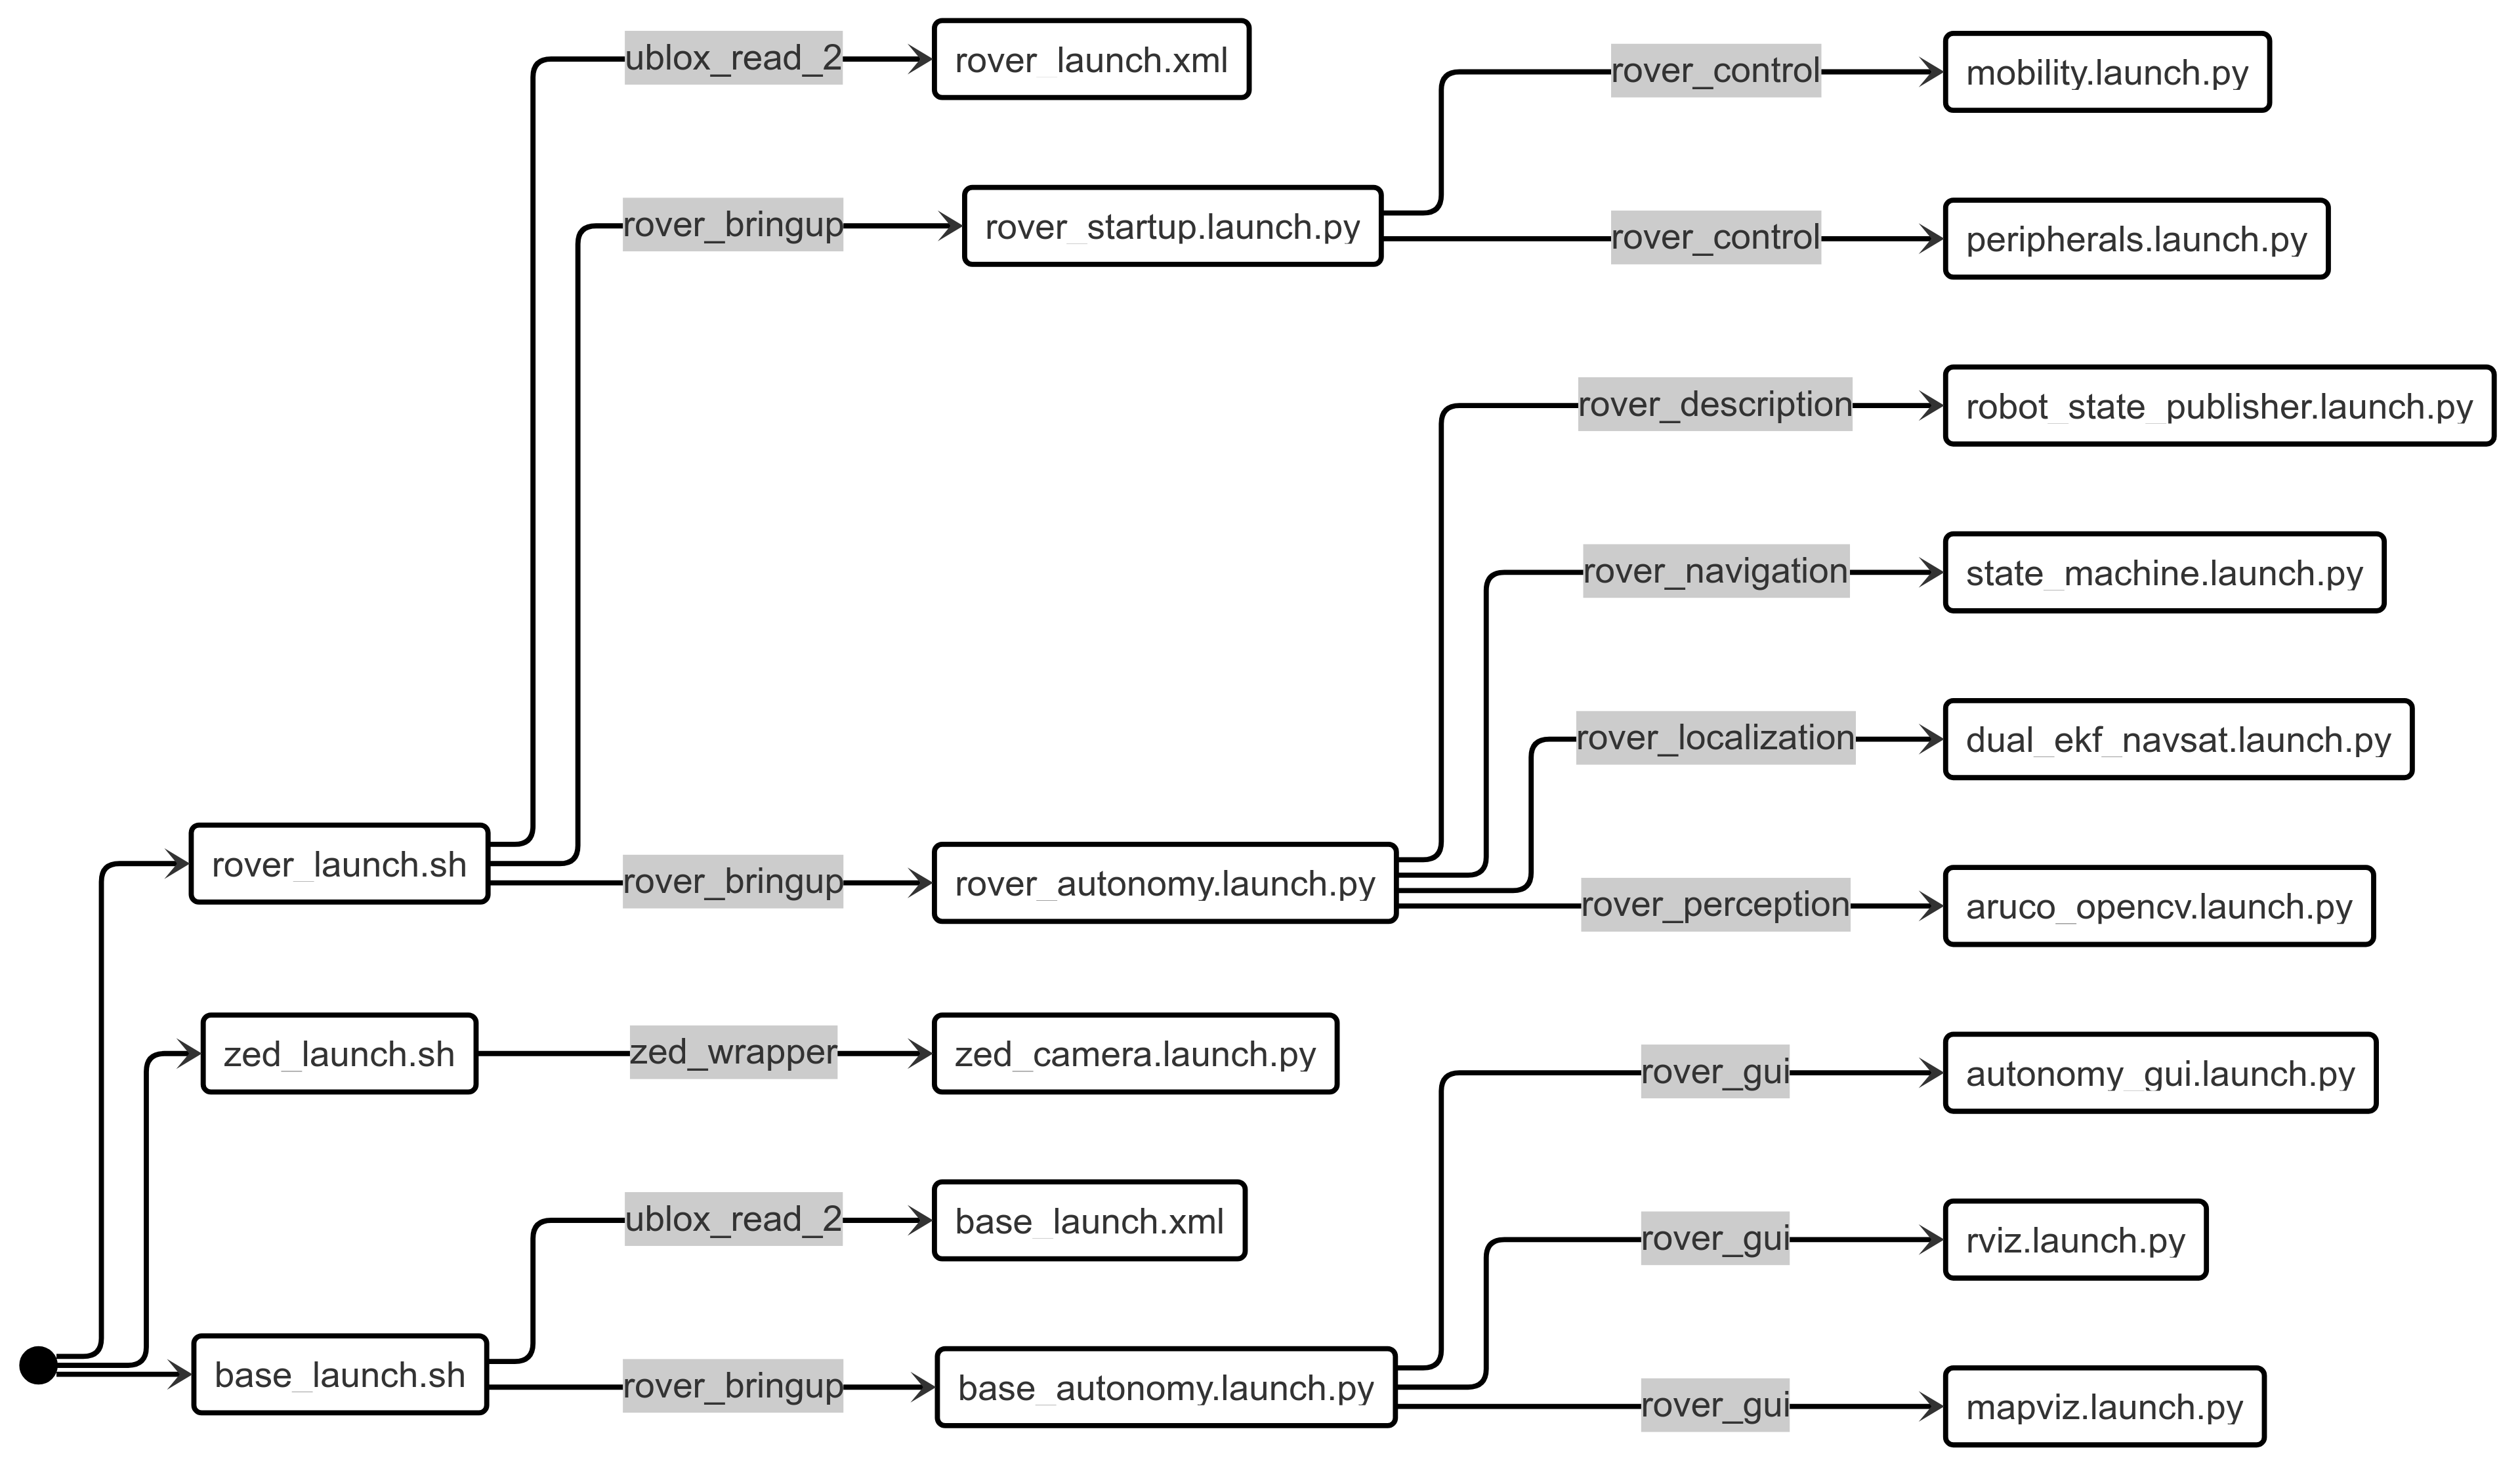 ublox_read_2
rover_launch.xml
rover_control
mobility.launch.py
rover_bringup
rover_startup.launch.py
rover_control
peripherals.launch.py
rover_description
robot_state_publisher.launch.py
rover_navigation
state_machine.launch.py
rover_localization
dual_ekf_navsat.launch.py
rover_launch.sh
rover_bringup
rover_autonomy.launch.py
rover_perception
aruco_opencv.launch.py
zed_launch.sh
zed_wrapper
zed_camera.launch.py
rover_gui
autonomy_gui.launch.py
ublox_read_2
base_launch.xml
rover_gui
rviz.launch.py
base_launch.sh
rover_bringup
base_autonomy.launch.py
rover_gui
mapviz.launch.py